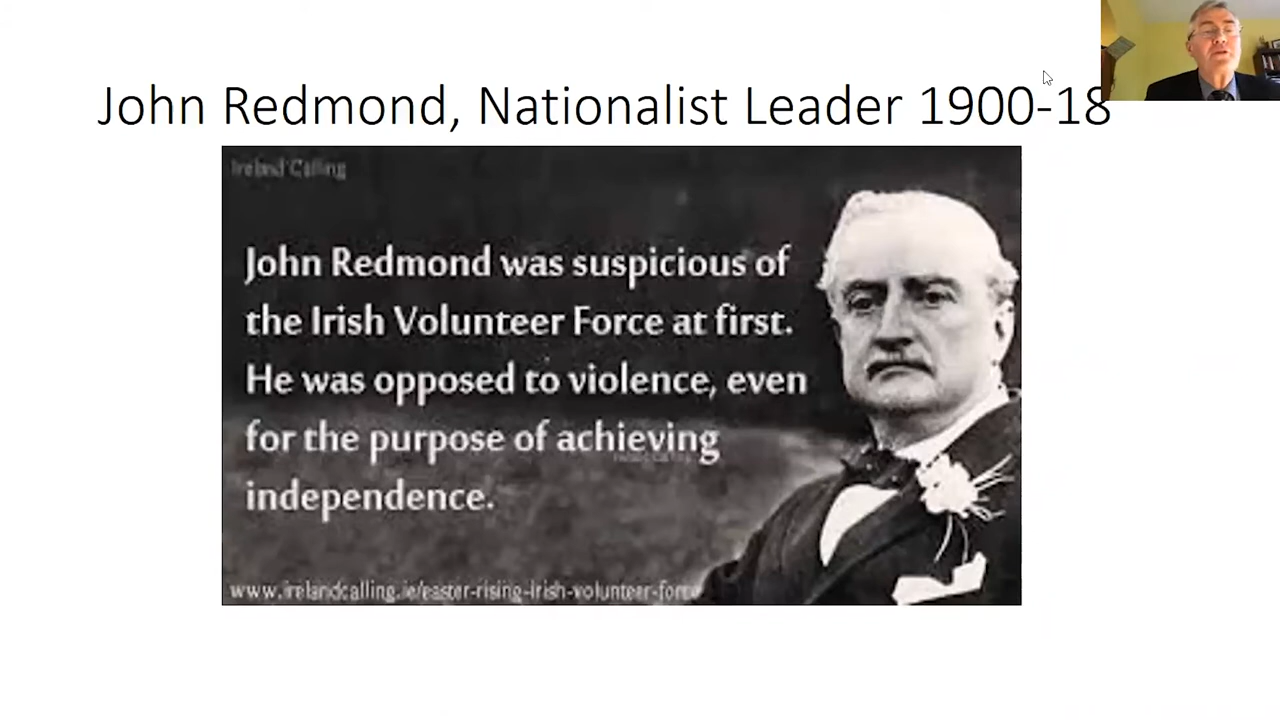 John Redmond, Nationalist Leader 1900-18
Ireland Calling
John Redmond was suspicious of
the Irish Volunteer Force at first.
He was opposed to violence, even
for the purpose of achieving
independence.
www.irelandcalling.ie/easter-rising-irish-volunteer-force